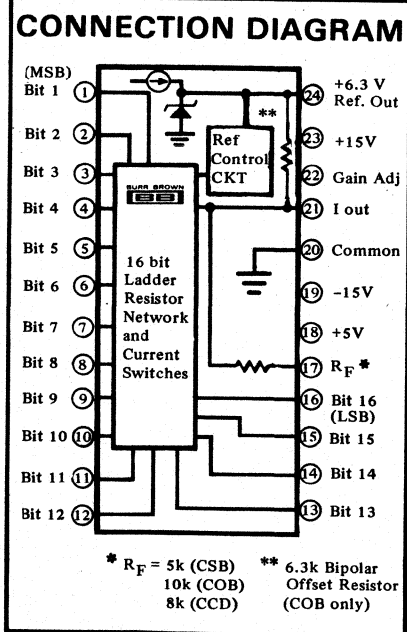 CONNECTION DIAGRAM
(MSB)
Bit 1 1
Bit 2 2
Bit 3 3
Bit 4 4
Bit 5 5
Bit 6 6
Bit 7 7
Bit 8 8
Bit 9 9
Bit 10 10
Bit 11 11
Bit 12 12
BURR BROWN
BB
16 bit
Ladder
Resistor
Network
and
Current
Switches
**
Ref
Control
CKT
24 +6.3 V
Ref. Out
23 +15V
22 Gain Adj
21 I out
20 Common
19 -15V
18 +5V
17 RF *
16 Bit 16
(LSB)
15 Bit 15
14 Bit 14
13 Bit 13
* RF = 5k (CSB)
10k (COB)
8k (CCD)
** 6.3k Bipolar
Offset Resistor
(COB only)